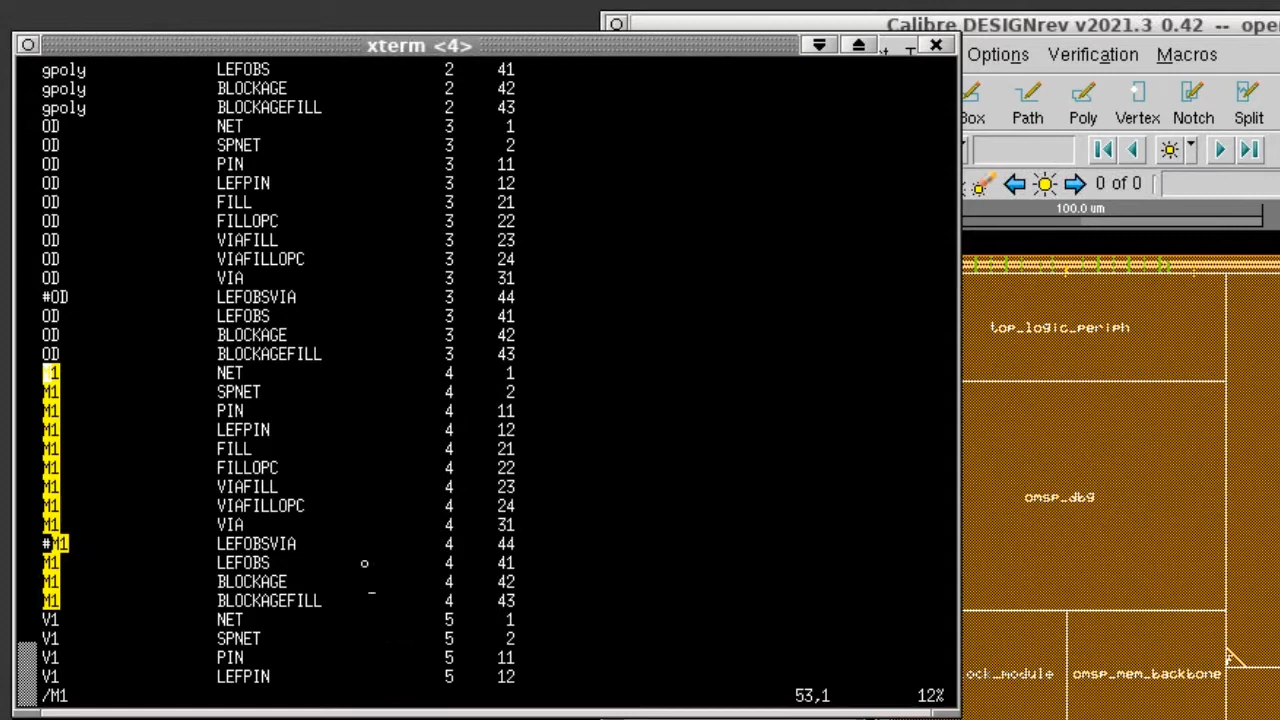 Calibre DESIGNrev v2021.3 0.42 -- ope
xterm <4>
Options Verification Macros
Box Path Poly Vertex Notch Split
0 of 0
100.0 um
gpoly LEFOBS 2 41
gpoly BLOCKAGE 2 42
gpoly BLOCKAGEFILL 2 43
OD NET 3 1
OD SPNET 3 2
OD PIN 3 11
OD LEFPIN 3 12
OD FILL 3 21
OD FILLOPC 3 22
OD VIAFILL 3 23
OD VIAFILLOPC 3 24
OD VIA 3 31
#OD LEFOBSVIA 3 44
OD LEFOBS 3 41
OD BLOCKAGE 3 42
OD BLOCKAGEFILL 3 43
M1 NET 4 1
M1 SPNET 4 2
M1 PIN 4 11
M1 LEFPIN 4 12
M1 FILL 4 21
M1 FILLOPC 4 22
M1 VIAFILL 4 23
M1 VIAFILLOPC 4 24
M1 VIA 4 31
#M1 LEFOBSVIA 4 44
M1 LEFOBS 4 41
M1 BLOCKAGE 4 42
M1 BLOCKAGEFILL 4 43
V1 NET 5 1
V1 SPNET 5 2
V1 PIN 5 11
V1 LEFPIN 5 12
/M1 53,1 12%
top_logic_periph
omsp_dbg
ock_module omsp_mem_backbone